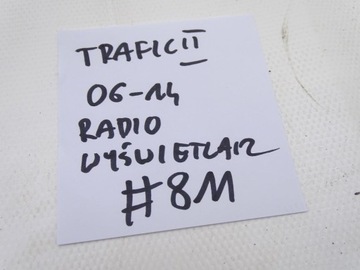 TRAFIC II
06-14
RADIO
WYŚWIETLACZ
#8M